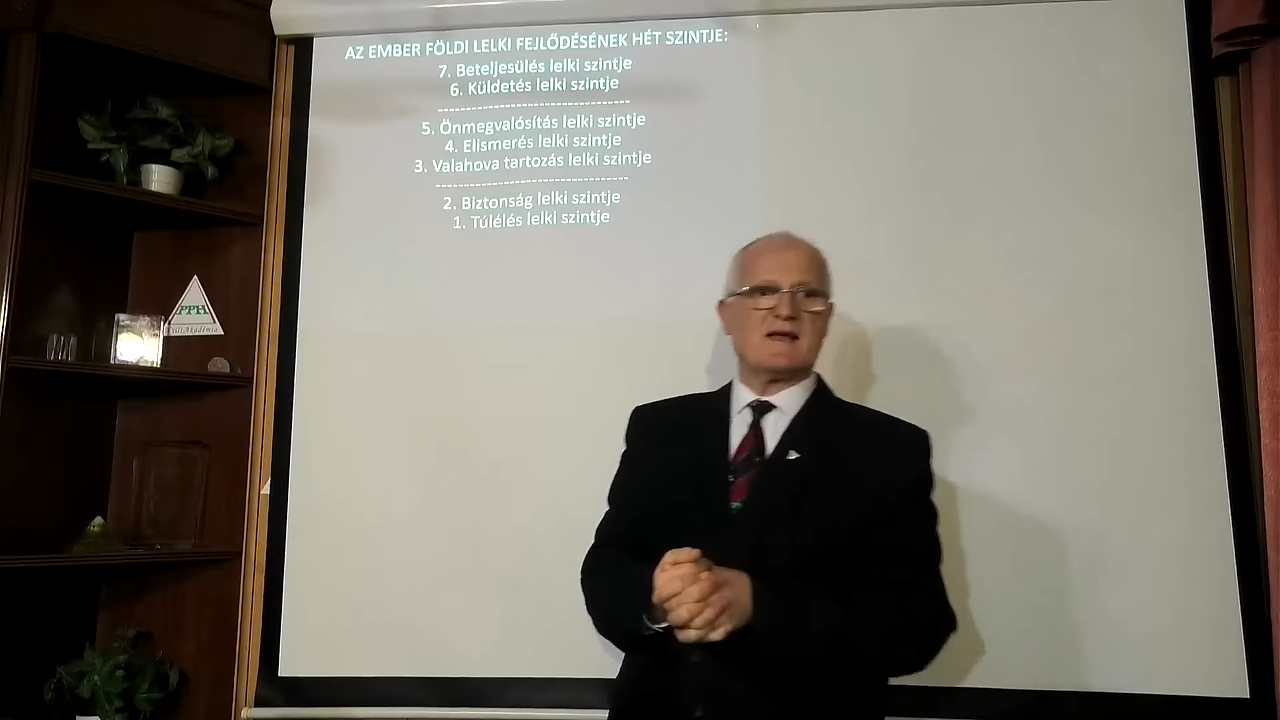 AZ EMBER FÖLDI LELKI FEJLŐDÉSÉNEK HÉT SZINTJE:
7. Beteljesülés lelki szintje
6. Küldetés lelki szintje
--------------------------------
5. Önmegvalósítás lelki szintje
4. Elismerés lelki szintje
3. Valahova tartozás lelki szintje
--------------------------------
2. Biztonság lelki szintje
1. Túlélés lelki szintje
PPH
Akadémia